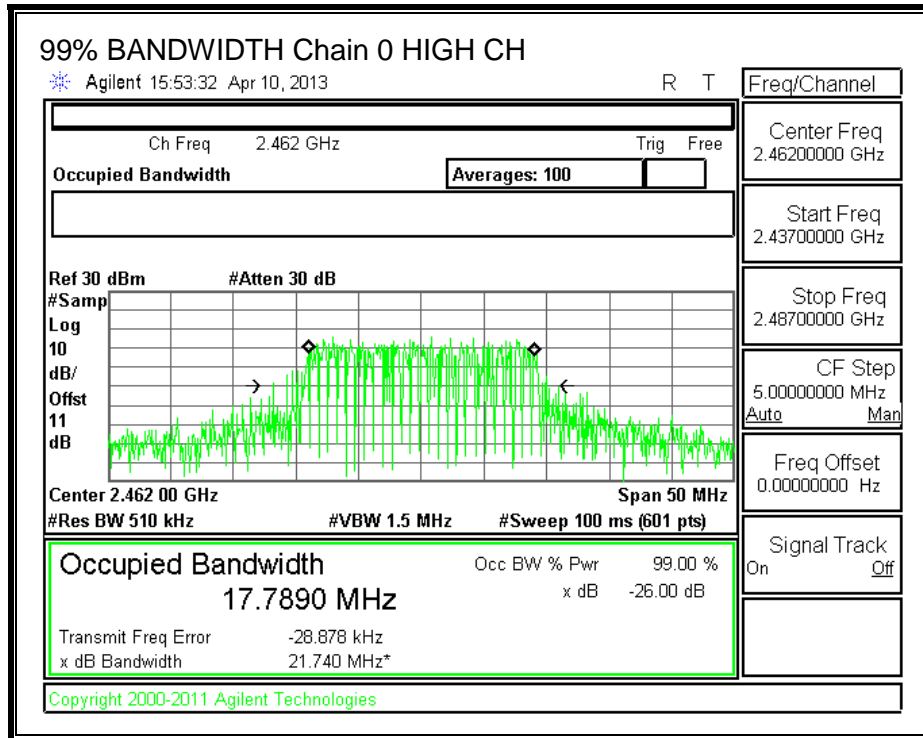 99% BANDWIDTH Chain 0 HIGH CH
Agilent 15:53:32 Apr 10, 2013 R T
Freq/Channel
Ch Freq 2.462 GHz Trig Free
Occupied Bandwidth Averages: 100
Center Freq
2.46200000 GHz
Start Freq
2.43700000 GHz
Stop Freq
2.48700000 GHz
CF Step
5.00000000 MHz
Auto Man
Freq Offset
0.00000000 Hz
Signal Track
On Off
Ref 30 dBm #Atten 30 dB
#Samp
Log
10
dB/
Offst
11
dB
Center 2.462 00 GHz Span 50 MHz
#Res BW 510 kHz #VBW 1.5 MHz #Sweep 100 ms (601 pts)
Occupied Bandwidth Occ BW % Pwr 99.00 %
17.7890 MHz x dB -26.00 dB
Transmit Freq Error -28.878 kHz
x dB Bandwidth 21.740 MHz*
Copyright 2000-2011 Agilent Technologies